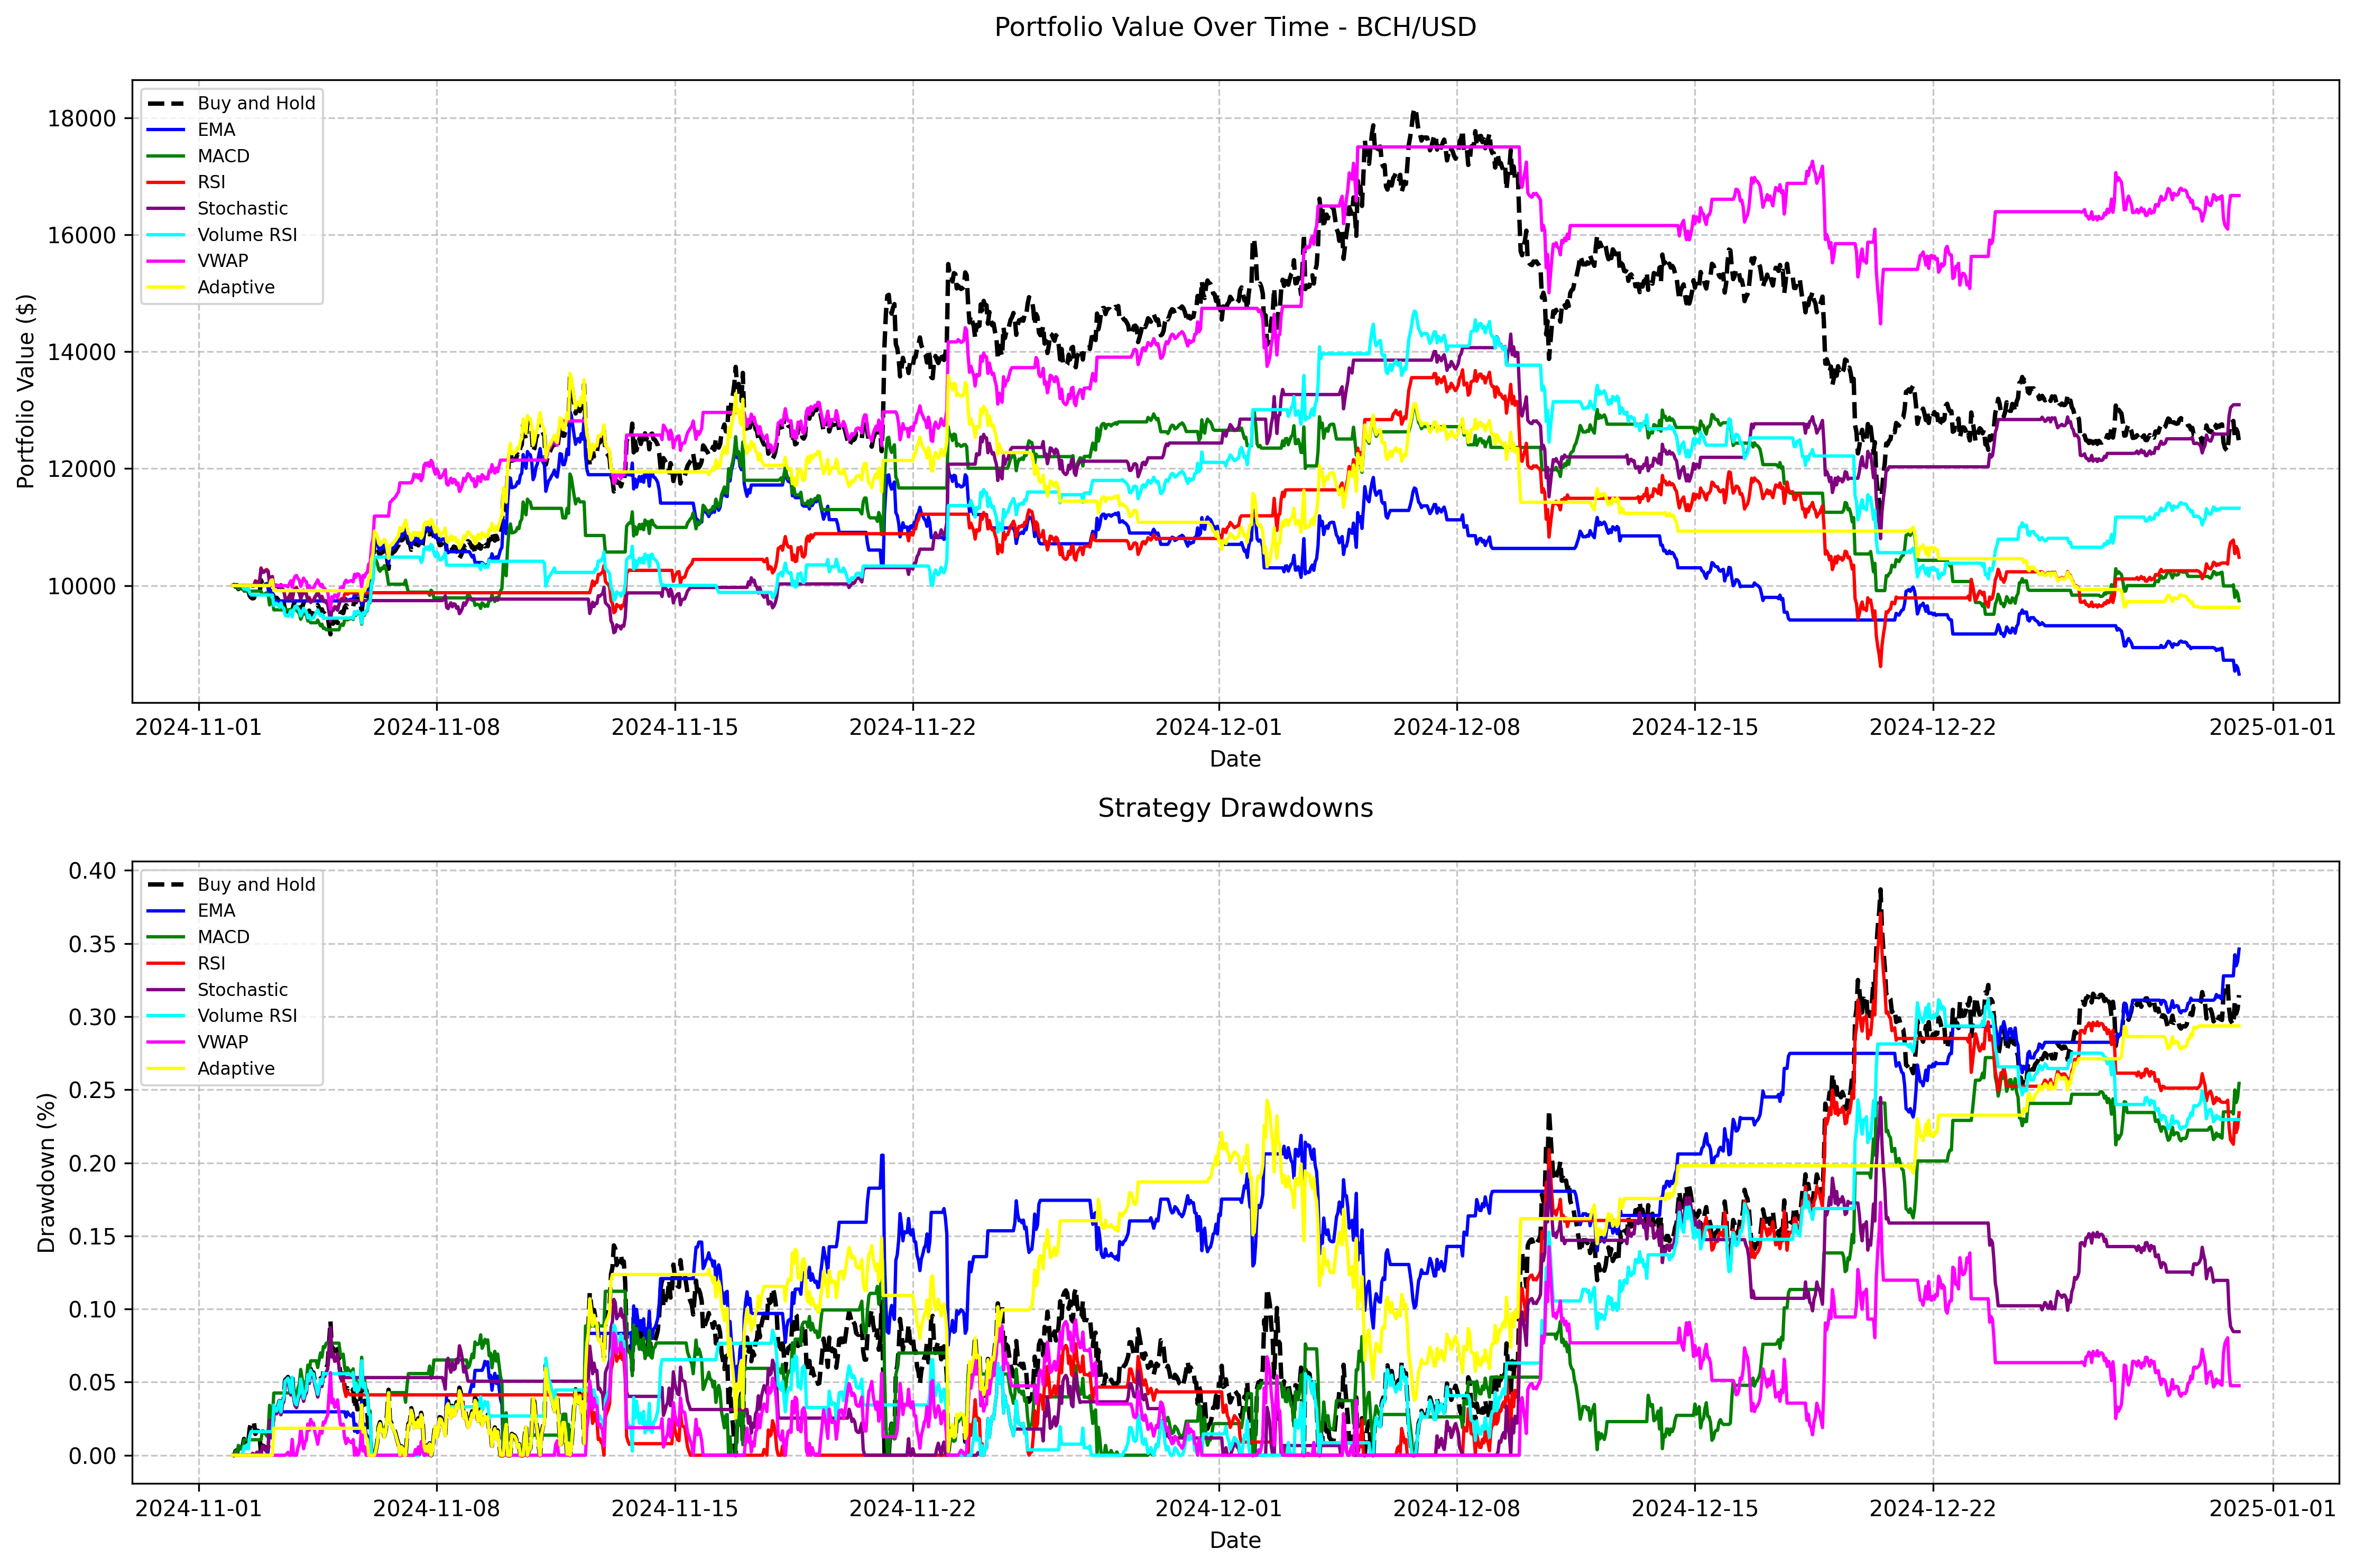 Portfolio Value Over Time - BCH/USD
Portfolio Value ($)
18000
16000
14000
12000
10000
Buy and Hold
EMA
MACD
RSI
Stochastic
Volume RSI
VWAP
Adaptive
2024-11-01 2024-11-08 2024-11-15 2024-11-22 2024-12-01 2024-12-08 2024-12-15 2024-12-22 2025-01-01
Date
Strategy Drawdowns
Drawdown (%)
0.40
0.35
0.30
0.25
0.20
0.15
0.10
0.05
0.00
Buy and Hold
EMA
MACD
RSI
Stochastic
Volume RSI
VWAP
Adaptive
2024-11-01 2024-11-08 2024-11-15 2024-11-22 2024-12-01 2024-12-08 2024-12-15 2024-12-22 2025-01-01
Date